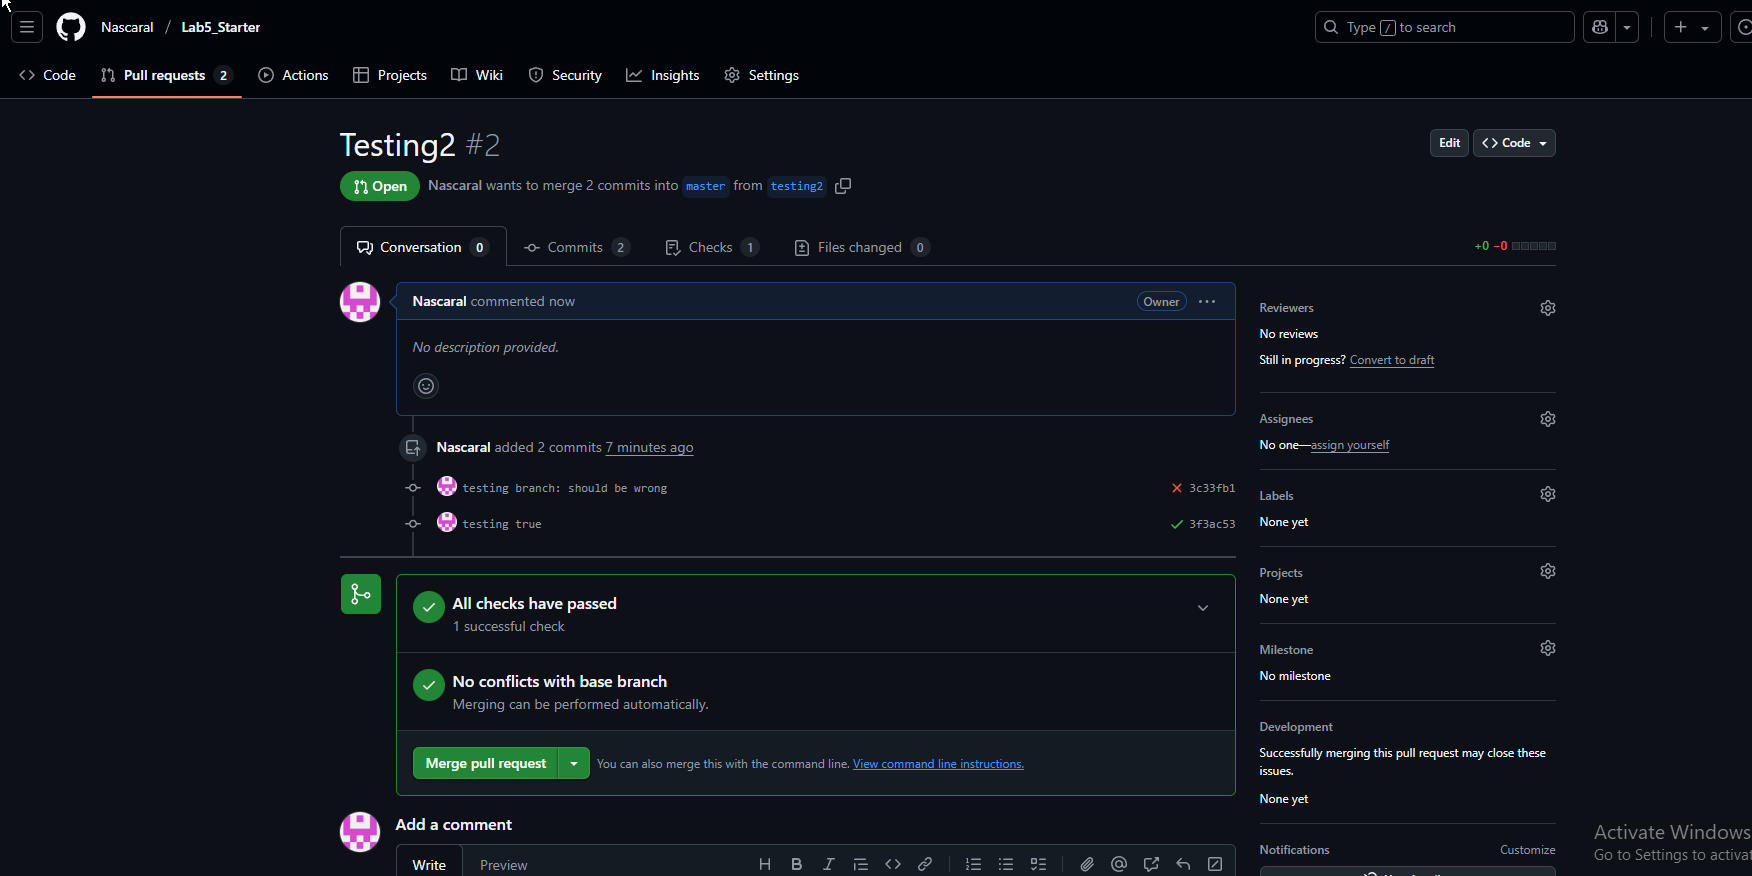 Nascaral / Lab5_Starter
Type / to search
Code
Pull requests 2
Actions
Projects
Wiki
Security
Insights
Settings
Testing2 #2
Edit
<> Code
Open
Nascaral wants to merge 2 commits into master from testing2
Conversation 0
Commits 2
Checks 1
Files changed 0
+0 −0
Nascaral commented now
Owner
No description provided.
Nascaral added 2 commits 7 minutes ago
testing branch: should be wrong
3c33fb1
testing true
3f3ac53
All checks have passed
1 successful check
No conflicts with base branch
Merging can be performed automatically.
Merge pull request
You can also merge this with the command line. View command line instructions.
Add a comment
Write
Preview
Reviewers
No reviews
Still in progress? Convert to draft
Assignees
No one—assign yourself
Labels
None yet
Projects
None yet
Milestone
No milestone
Development
Successfully merging this pull request may close these
issues.
None yet
Notifications
Customize
Activate Windows
Go to Settings to activat